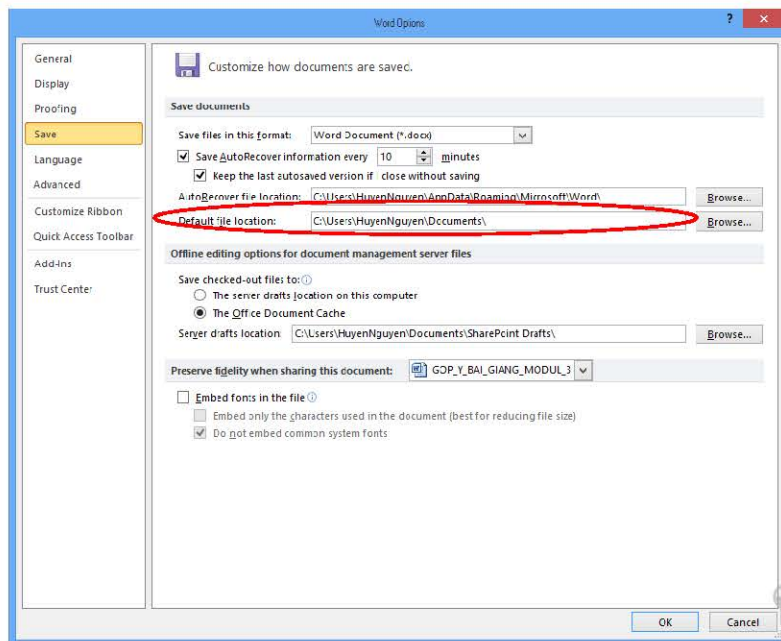 Word Options
?
General
Display
Proofing
Save
Language
Advanced
Customize Ribbon
Quick Access Toolbar
Add-Ins
Trust Center
Customize how documents are saved.
Save documents
Save files in this format: Word Document (*.docx)
Save AutoRecover information every 10 minutes
Keep the last autosaved version if I close without saving
AutoRecover file location: C:\Users\HuyenNguyen\AppData\Roaming\Microsoft\Word\ Browse...
Default file location: C:\Users\HuyenNguyen\Documents\ Browse...
Offline editing options for document management server files
Save checked-out files to:
The server drafts location on this computer
The Office Document Cache
Server drafts location: C:\Users\HuyenNguyen\Documents\SharePoint Drafts\ Browse...
Preserve fidelity when sharing this document: GOP_Y_BAI_GIANG_MODUL_3
Embed fonts in the file
Embed only the characters used in the document (best for reducing file size)
Do not embed common system fonts
OK Cancel